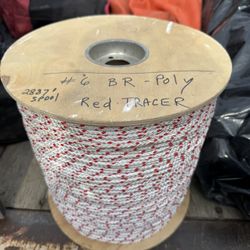 #6 BR-Poly
2837'
Spool
Red TRACER